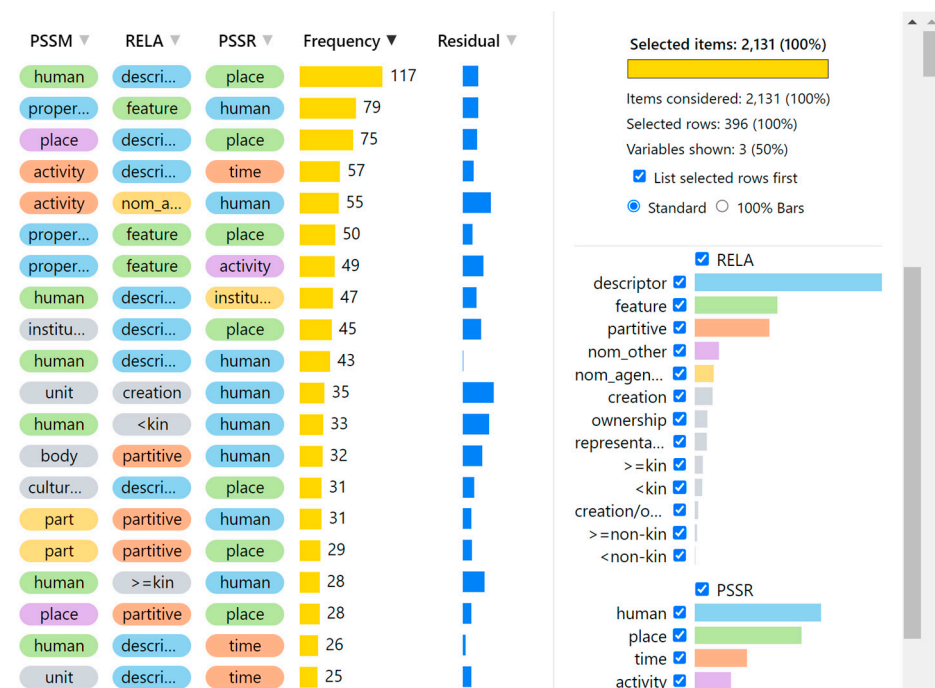 PSSM RELA PSSR Frequency Residual
human descri... place 117
proper... feature human 79
place descri... place 75
activity descri... time 57
activity nom_a... human 55
proper... feature place 50
proper... feature activity 49
human descri... institu... 47
institu... descri... place 45
human descri... human 43
unit creation human 35
human <kin human 33
body partitive human 32
cultur... descri... place 31
part partitive human 31
part partitive place 29
human >=kin human 28
place partitive place 28
human descri... time 26
unit descri... time 25
Selected items: 2,131 (100%)
Items considered: 2,131 (100%)
Selected rows: 396 (100%)
Variables shown: 3 (50%)
List selected rows first
Standard 100% Bars
RELA
descriptor
feature
partitive
nom_other
nom_agen...
creation
ownership
representa...
>=kin
<kin
creation/o...
>=non-kin
<non-kin
PSSR
human
place
time
activity